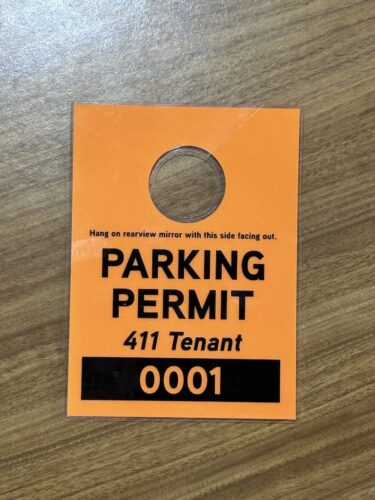 Hang on rearview mirror with this side facing out.
PARKING
PERMIT
411 Tenant
0001